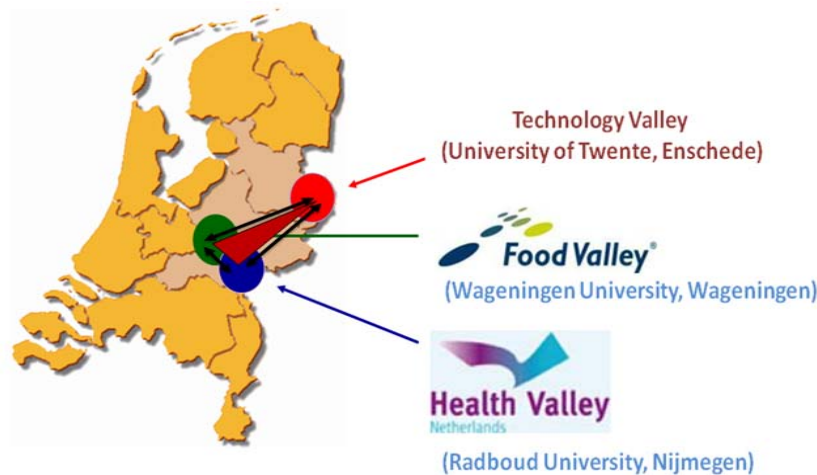 Technology Valley
(University of Twente, Enschede)
Food Valley®
(Wageningen University, Wageningen)
Health Valley
Netherlands
(Radboud University, Nijmegen)